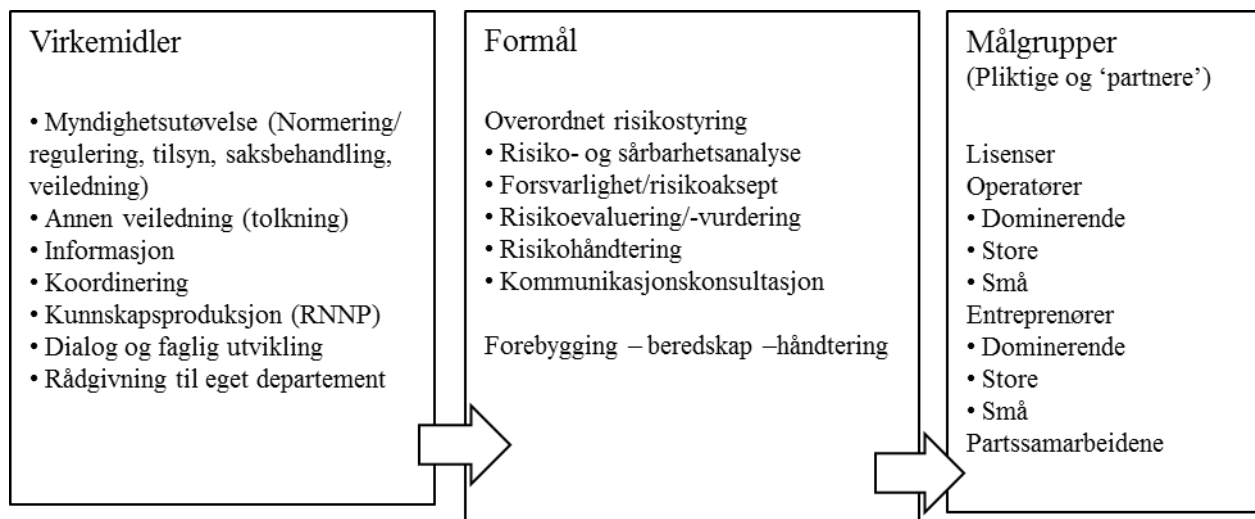 Virkemidler
• Myndighetsutøvelse (Normering/
regulering, tilsyn, saksbehandling,
veiledning)
• Annen veiledning (tolkning)
• Informasjon
• Koordinering
• Kunnskapsproduksjon (RNNP)
• Dialog og faglig utvikling
• Rådgivning til eget departement
Formål
Overordnet risikostyring
• Risiko- og sårbarhetsanalyse
• Forsvarlighet/risikoaksept
• Risikoevaluering/-vurdering
• Risikohåndtering
• Kommunikasjonskonsultasjon
Forebygging – beredskap –håndtering
Målgrupper
(Pliktige og ‘partnere’)
Lisenser
Operatører
• Dominerende
• Store
• Små
Entreprenører
• Dominerende
• Store
• Små
Partssamarbeidene